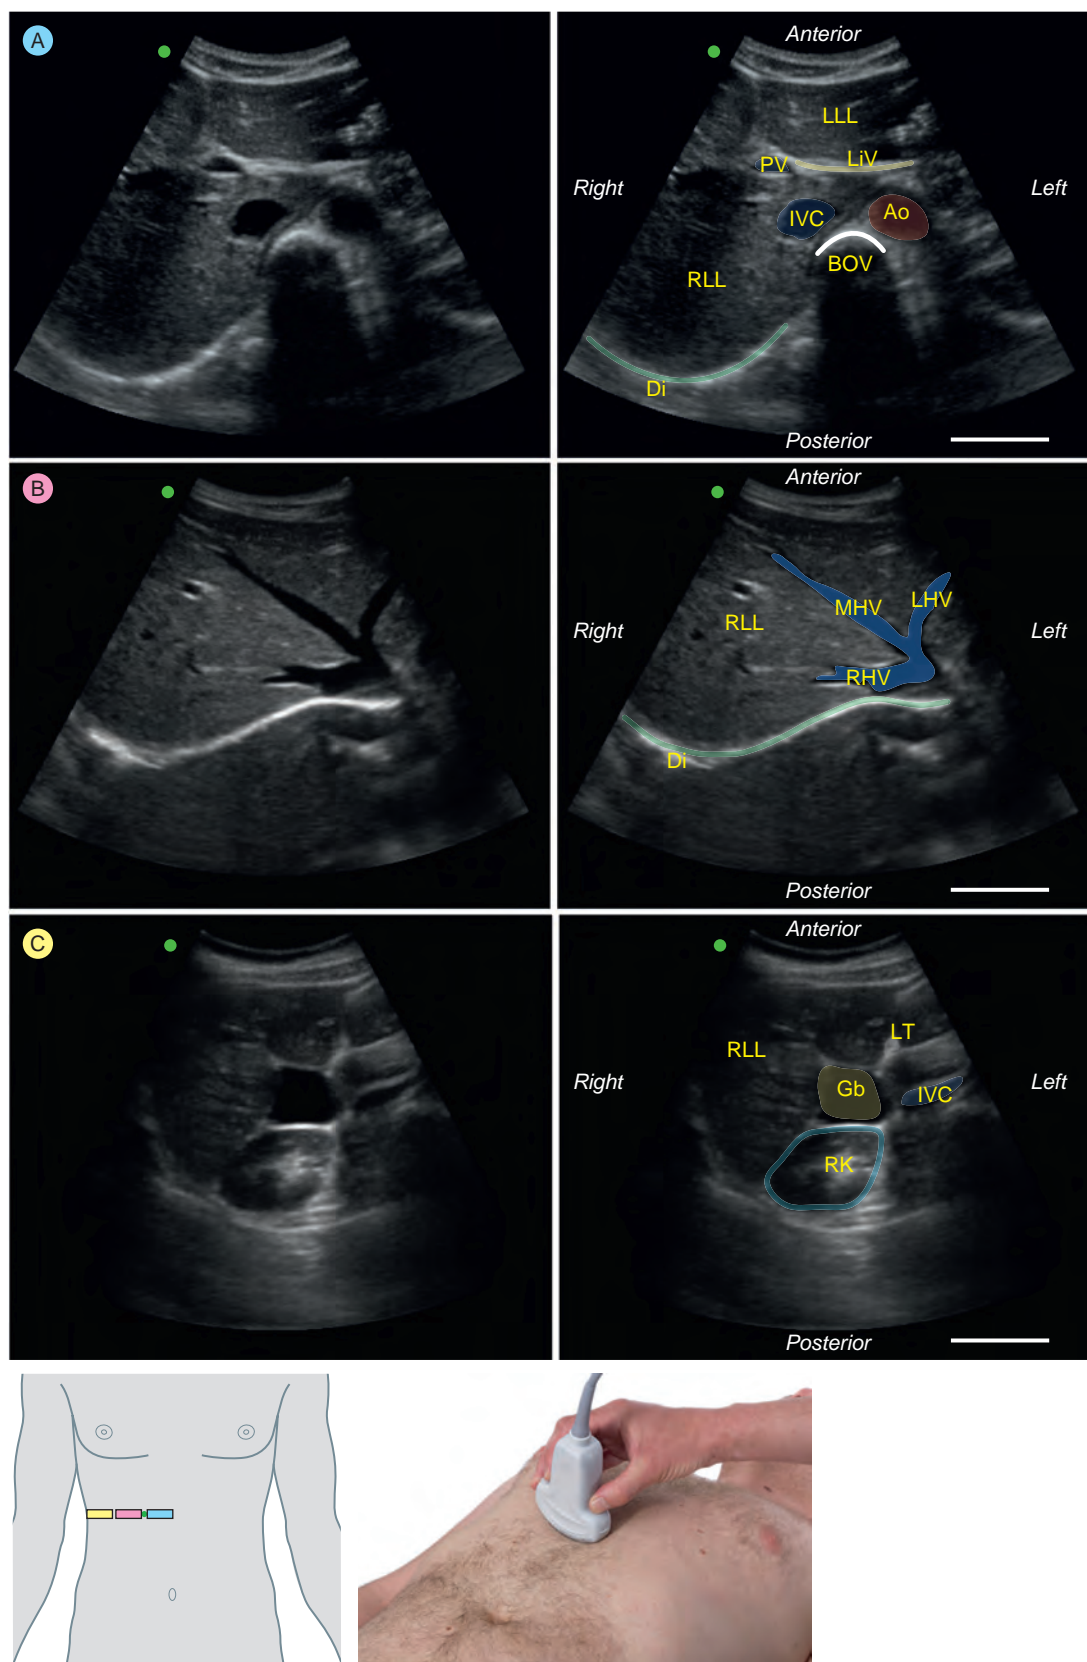 A
Anterior
LLL
PV
LiV
Right
Left
IVC
Ao
BOV
RLL
Di
Posterior
B
Anterior
MHV
LHV
RLL
Right
Left
RHV
Di
Posterior
C
Anterior
LT
RLL
Right
Left
Gb
IVC
RK
Posterior